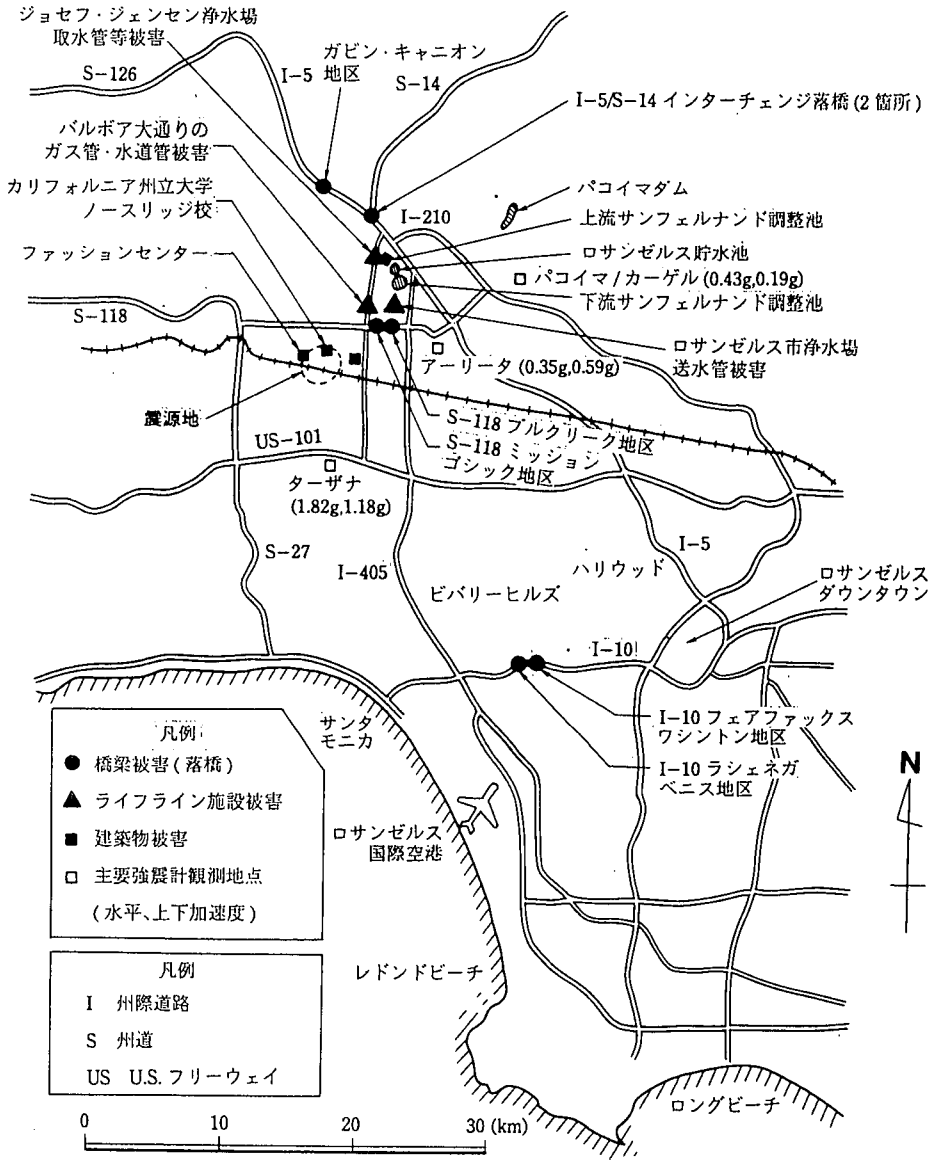 ジョセフ・ジェンセン浄水場
取水管等被害
S-126
I-5
ガビン・キャニオン
地区
S-14
I-5/S-14 インターチェンジ落橋(2箇所)
バルボア大通りの
ガス管・水道管被害
カリフォルニア州立大学
ノースリッジ校
ファッションセンター
I-210
パコイマダム
上流サンフェルナンド調整池
ロサンゼルス貯水池
パコイマ/カーゲル(0.43g,0.19g)
下流サンフェルナンド調整池
S-118
アーリータ(0.35g,0.59g)
ロサンゼルス市浄水場
送水管被害
震源地
S-118 ブルクリーク地区
S-118 ミッション
ゴシック地区
US-101
ターザナ
(1.82g,1.18g)
S-27
I-405
I-5
ハリウッド
ビバリーヒルズ
ロサンゼルス
ダウンタウン
I-10
サンタ
モニカ
I-10 フェアファックス
ワシントン地区
I-10 ラシェネガ
ベニス地区
凡例
橋梁被害(落橋)
ライフライン施設被害
建築物被害
主要強震計観測地点
(水平、上下加速度)
ロサンゼルス
国際空港
N
凡例
I 州際道路
S 州道
US U.S.フリーウェイ
レドンドビーチ
ロングビーチ
0 10 20 30 (km)